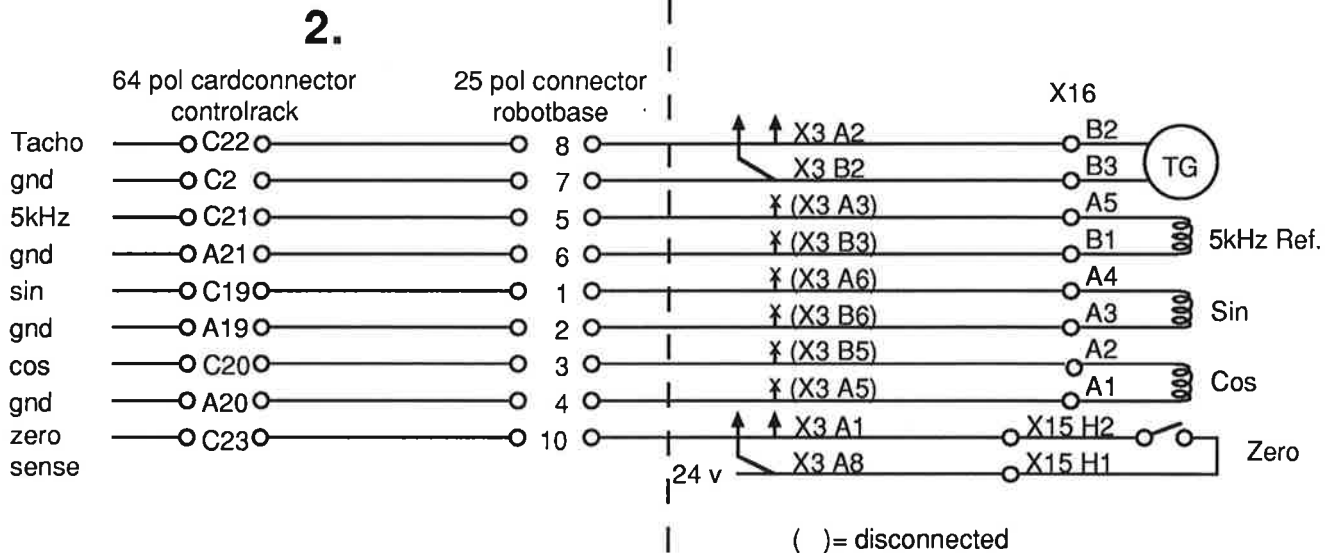 2.
64 pol cardconnector controlrack
25 pol connector robotbase
X16
Tacho C22 8 X3 A2 B2
gnd C2 7 X3 B2 B3 TG
5kHz C21 5 (X3 A3) A5
gnd A21 6 (X3 B3) B1 5kHz Ref.
sin C19 1 (X3 A6) A4
gnd A19 2 (X3 B6) A3 Sin
cos C20 3 (X3 B5) A2
gnd A20 4 (X3 A5) A1 Cos
zero sense C23 10 X3 A1 X15 H2 Zero
24 v X3 A8 X15 H1
( )= disconnected